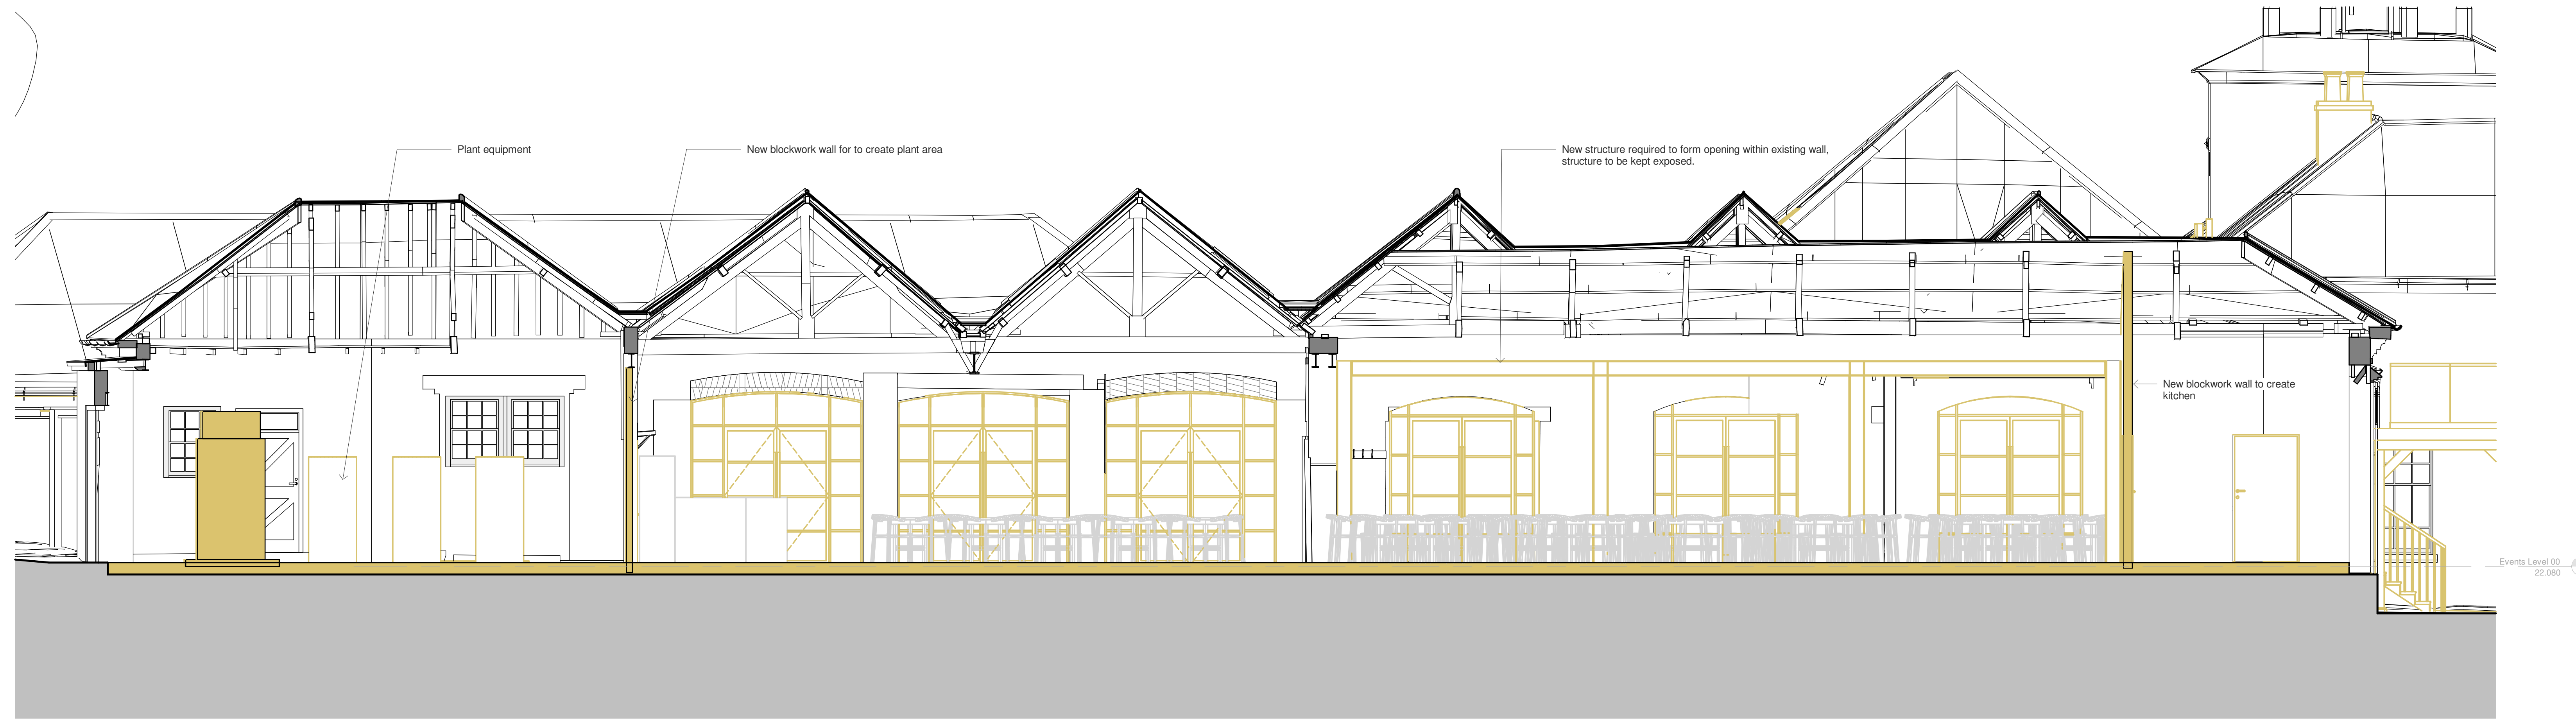 Plant equipment
New blockwork wall for to create plant area
New structure required to form opening within existing wall,
structure to be kept exposed.
New blockwork wall to create
kitchen
Events Level 00
22.080